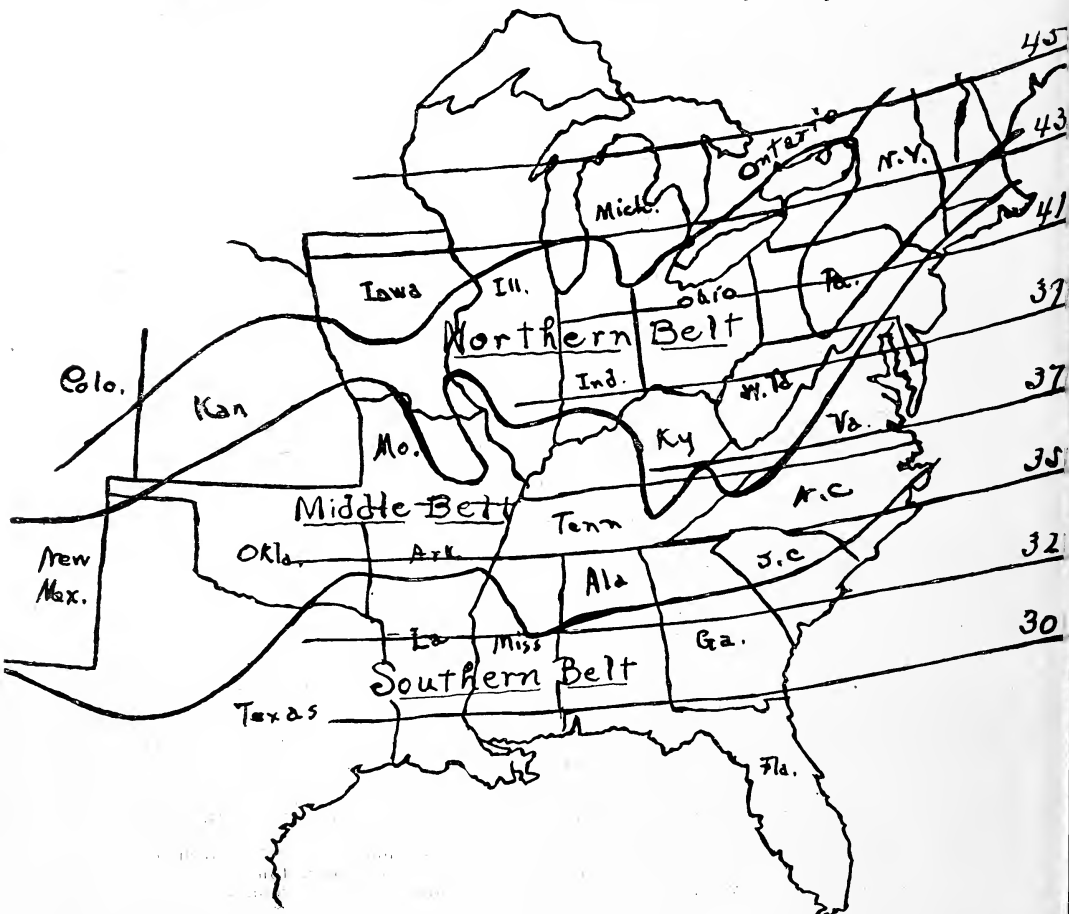 45
43
Ontario
N.Y.
Mich.
41
Iowa
Ill.
Ohio
Pa.
37
Northern Belt
Colo.
Kan
Ind.
W.Va
37
Mo.
Ky
Va.
35
Middle Belt
Tenn
N.C
Okla.
Ark
S.C
32
New
Mex.
Ala
La
Miss
Ga.
30
Southern Belt
Texas
Fla.